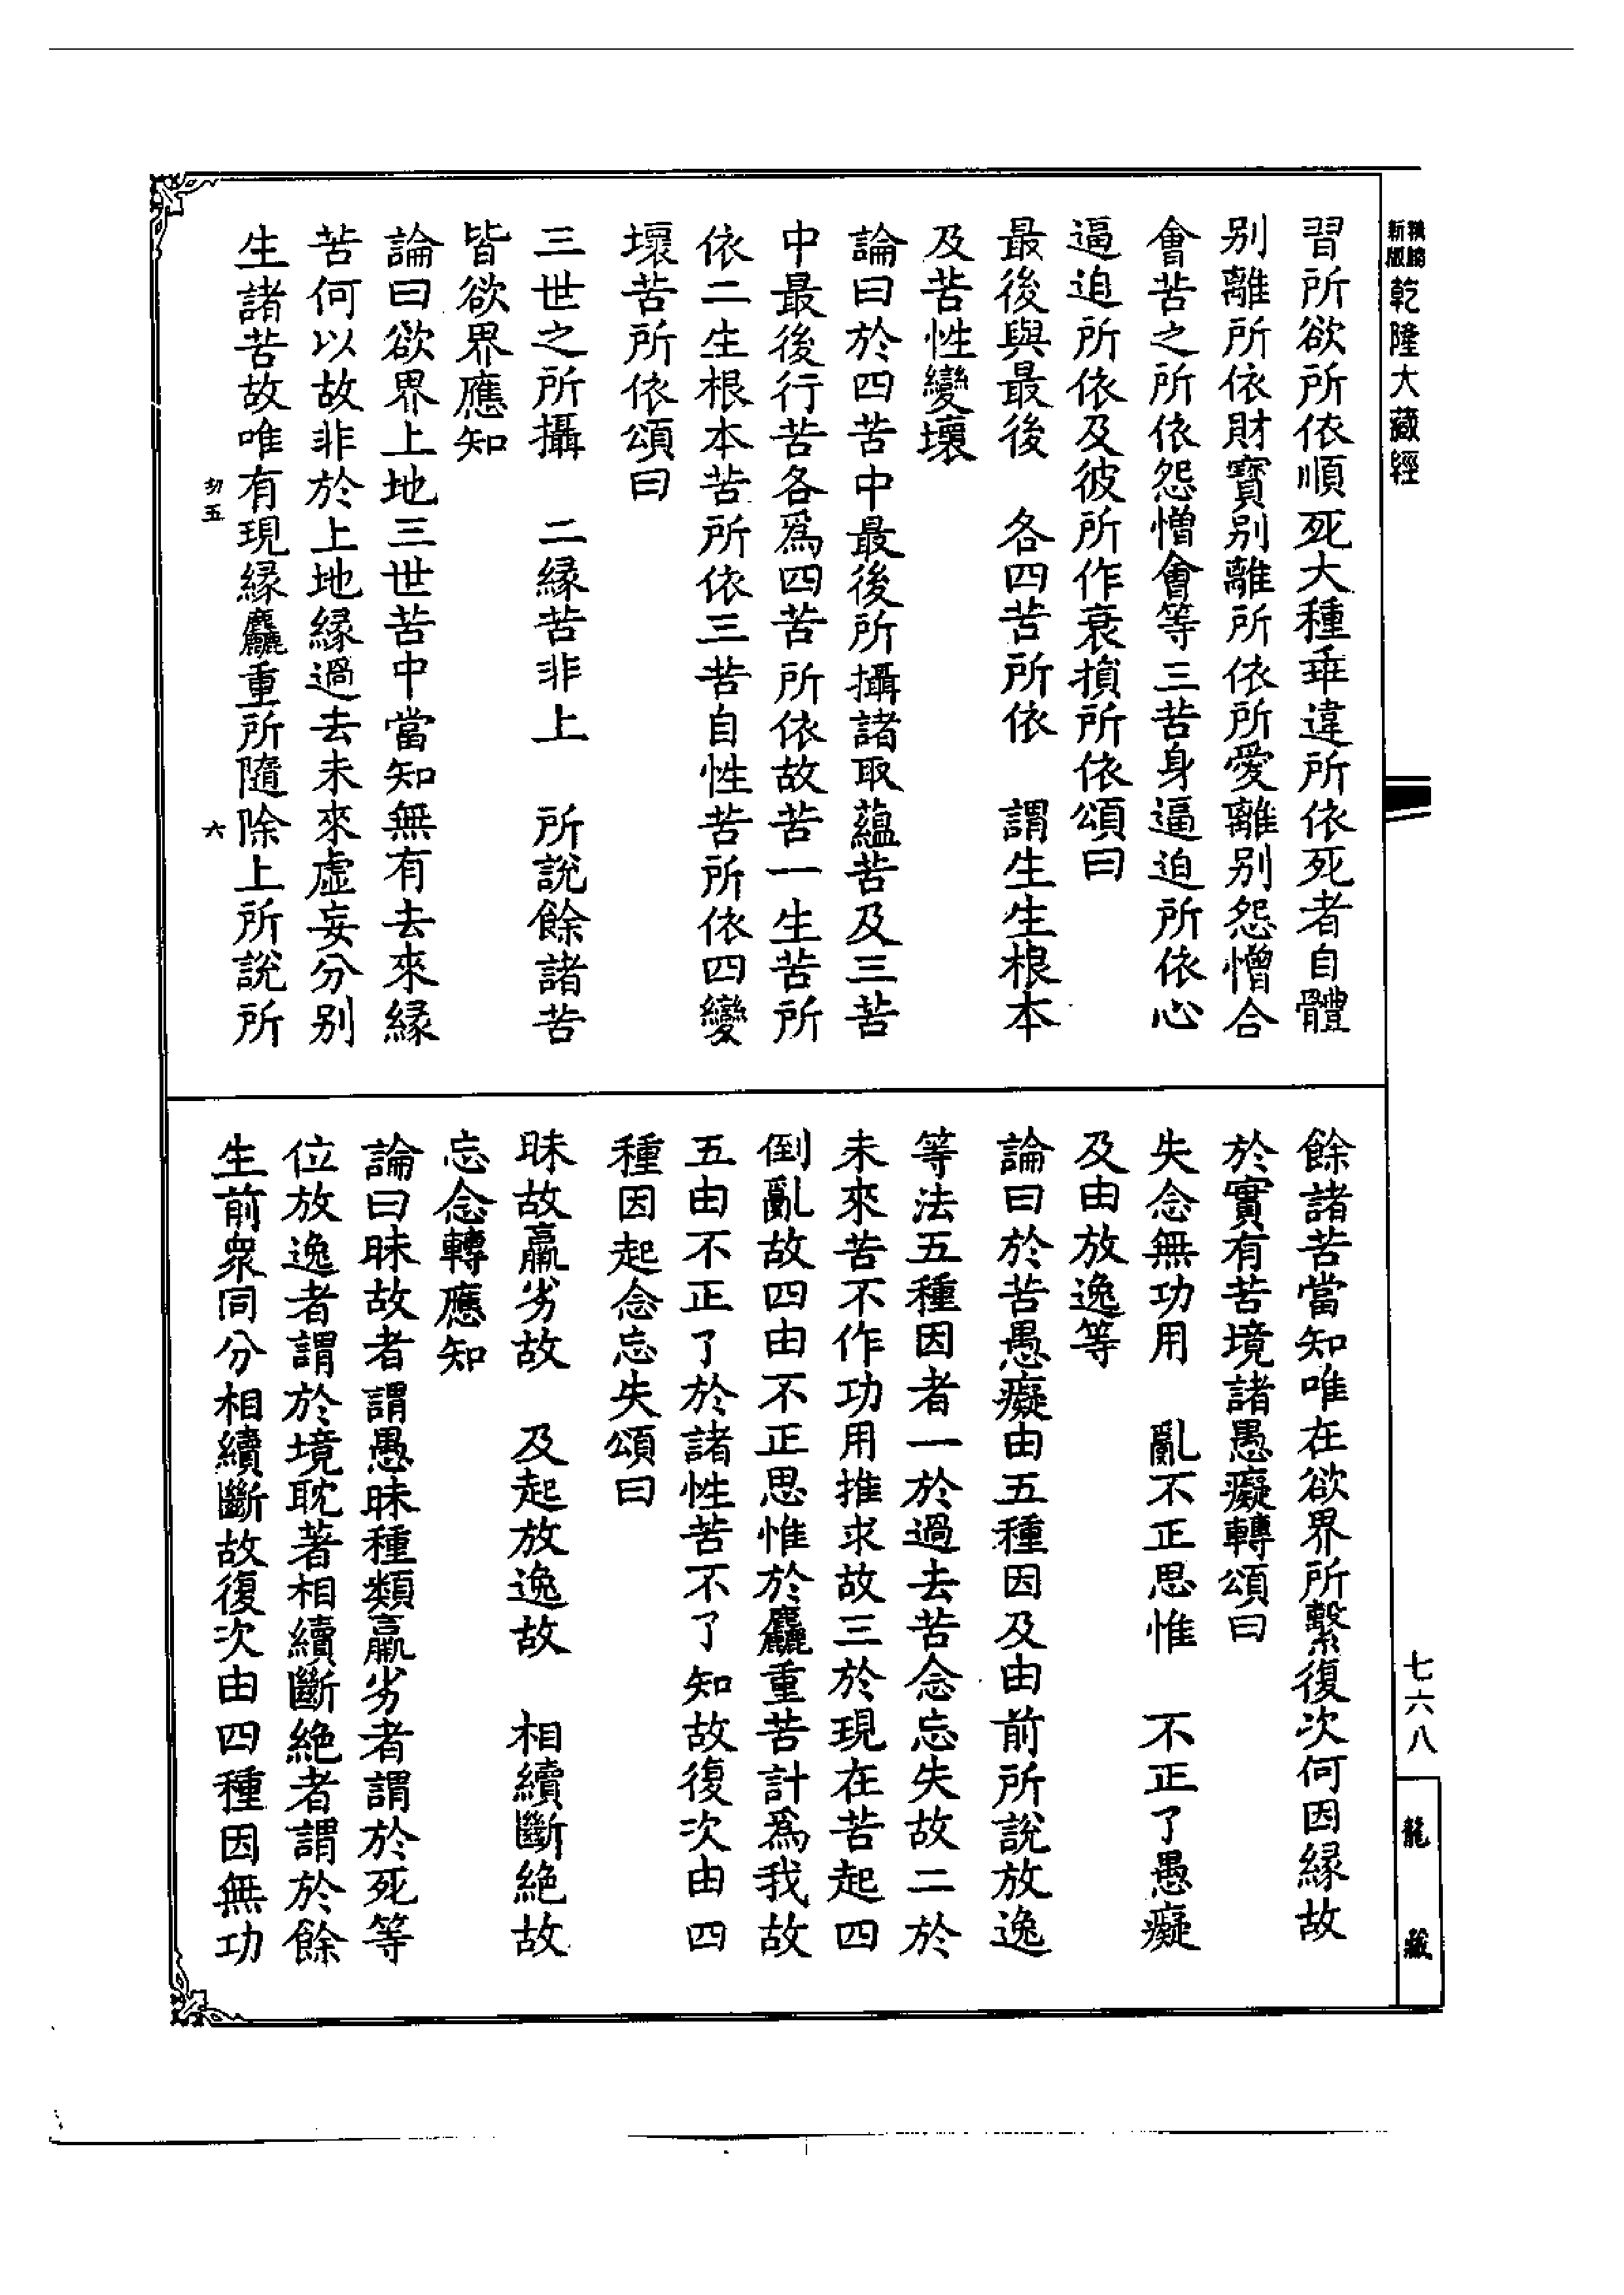 新版
乾隆大藏經
習所欲所依順死大種乖違所依死者自體
别離所依財寶别離所依所愛離别怨憎合
會苦之所依怨憎會等三苦身逼迫所依心
逼迫所依及彼所作衰損所依頌曰
最後與最後　各四苦所依　謂生生根本
及苦性變壞
論曰於四苦中最後所攝諸取蘊苦及三苦
中最後行苦各爲四苦所依故苦一生苦所
依二生根本苦所依三苦自性苦所依四變
壞苦所依頌曰
三世之所攝　二緣苦非上　所說餘諸苦
皆欲界應知
論曰欲界上地三世苦中當知無有去來緣
苦何以故非於上地緣過去未來虛妄分别
生諸苦故唯有現緣麤重所隨除上所說所
五　六
餘諸苦當知唯在欲界所繫復次何因緣故
於實有苦境諸愚癡轉頌曰
失念無功用　亂不正思惟　不正了愚癡
及由放逸等
論曰於苦愚癡由五種因及由前所說放逸
等法五種因者一於過去苦念忘失故二於
未來苦不作功用推求故三於現在苦起四
倒亂故四由不正思惟於麤重苦計爲我故
五由不正了於諸性苦不了知故復次由四
種因起念忘失頌曰
昧故羸劣故　及起放逸故　相續斷絕故
忘念轉應知
論曰昧故者謂愚昧種類羸劣者謂於死等
位放逸者謂於境耽著相續斷絕者謂於餘
生前衆同分相續斷故復次由四種因無功
七六八
龍藏